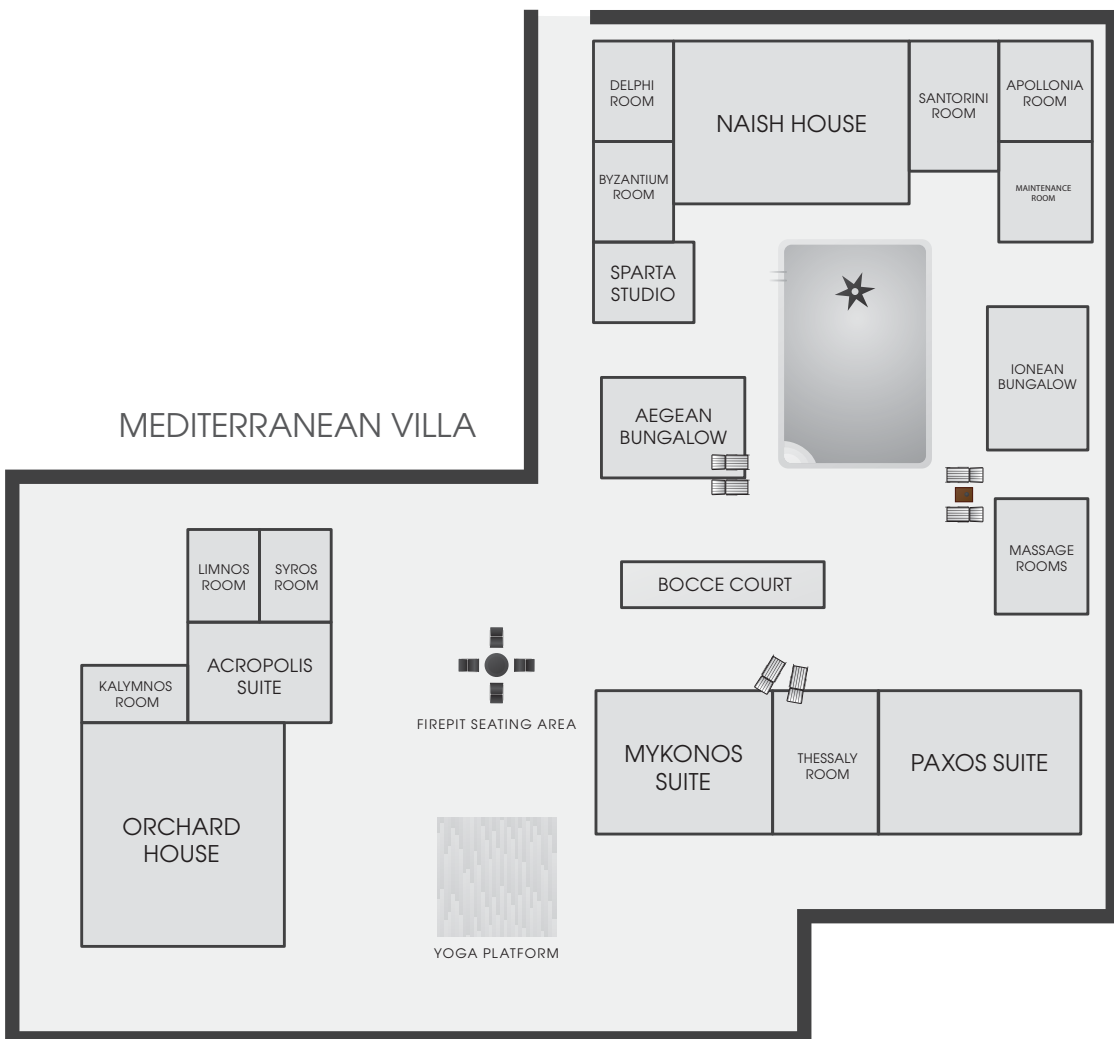 DELPHI
ROOM
NAISH HOUSE
SANTORINI
ROOM
APOLLONIA
ROOM
BYZANTIUM
ROOM
MAINTENANCE
ROOM
SPARTA
STUDIO
IONEAN
BUNGALOW
MEDITERRANEAN VILLA
AEGEAN
BUNGALOW
MASSAGE
ROOMS
LIMNOS
ROOM
SYROS
ROOM
BOCCE COURT
ACROPOLIS
SUITE
KALYMNOS
ROOM
FIREPIT SEATING AREA
MYKONOS
SUITE
THESSALY
ROOM
PAXOS SUITE
ORCHARD
HOUSE
YOGA PLATFORM